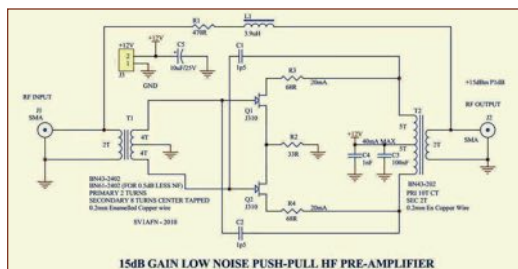 R1
470R
L1
3.9uH
+12V
+12V
2
1
J3
GND
C5
10uF/25V
RF INPUT
J1
SMA
T1
2T
4T
4T
BN43-2402
BN61-2402 (FOR 0.5dB LESS NF)
PRIMARY 2 TURNS
SECONDARY 8 TURNS CENTER TAPPED
0.2mm Enamelled Copper wire
5V1AFN - 2018
C1
1p5
R3
68R
20mA
Q1
J310
R2
33R
Q2
J310
R4
68R
20mA
C2
1p5
+12V
40mA MAX
C4
1nF
C3
100nF
T2
5T
5T
2T
BN43-202
PRI 10T CT
SEC 2T
0.2mm En Copper Wire
+15dBm P1dB
RF OUTPUT
J2
SMA
15dB GAIN LOW NOISE PUSH-PULL HF PRE-AMPLIFIER